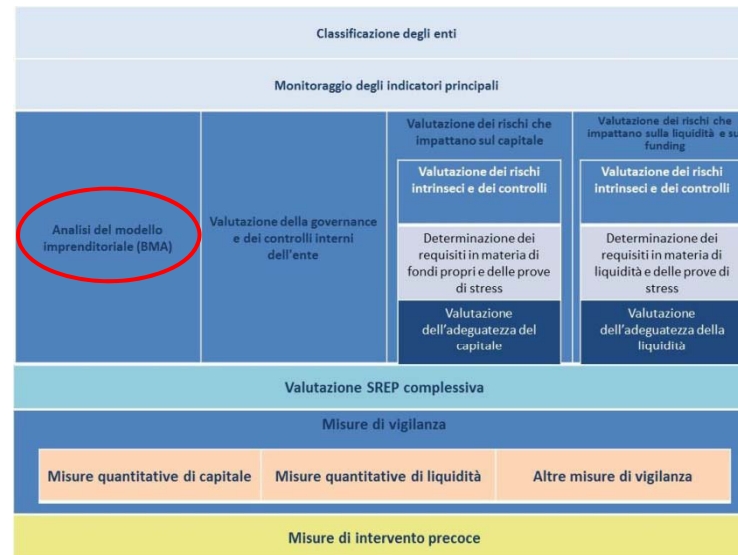 Classificazione degli enti
Monitoraggio degli indicatori principali
Analisi del modello
imprenditoriale (BMA)
Valutazione della governance
e dei controlli interni
dell'ente
Valutazione dei rischi che
impattano sul capitale
Valutazione dei rischi
intrinseci e dei controlli
Determinazione dei
requisiti in materia di
fondi propri e delle prove
di stress
Valutazione
dell'adeguatezza del
capitale
Valutazione dei rischi che
impattano sulla liquidità e su
funding
Valutazione dei rischi
intrinseci e dei controlli
Determinazione dei
requisiti in materia di
liquidità e delle prove di
stress
Valutazione
dell'adeguatezza della
liquidità
Valutazione SREP complessiva
Misure di vigilanza
Misure quantitative di capitale
Misure quantitative di liquidità
Altre misure di vigilanza
Misure di intervento precoce